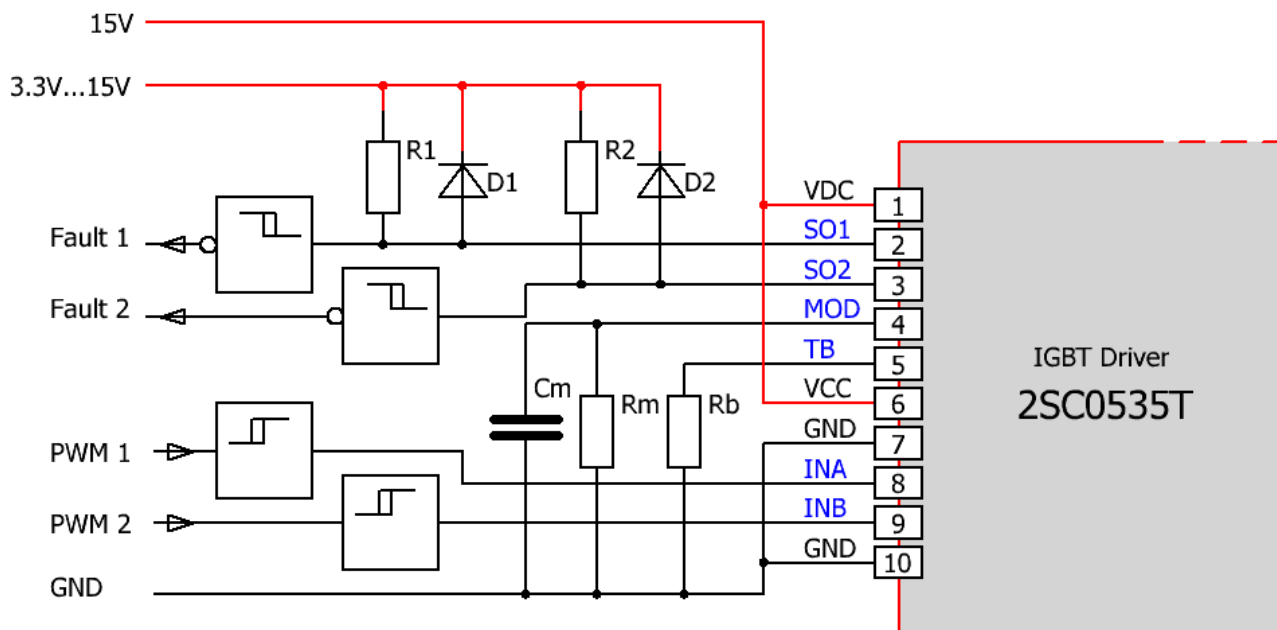 15V
3.3V...15V
R1
D1
R2
D2
VDC
1
Fault 1
SO1
2
SO2
3
Fault 2
MOD
4
TB
5
IGBT Driver
Cm
Rm
Rb
VCC
6
2SC0535T
GND
7
PWM 1
INA
8
PWM 2
INB
9
GND
10
GND